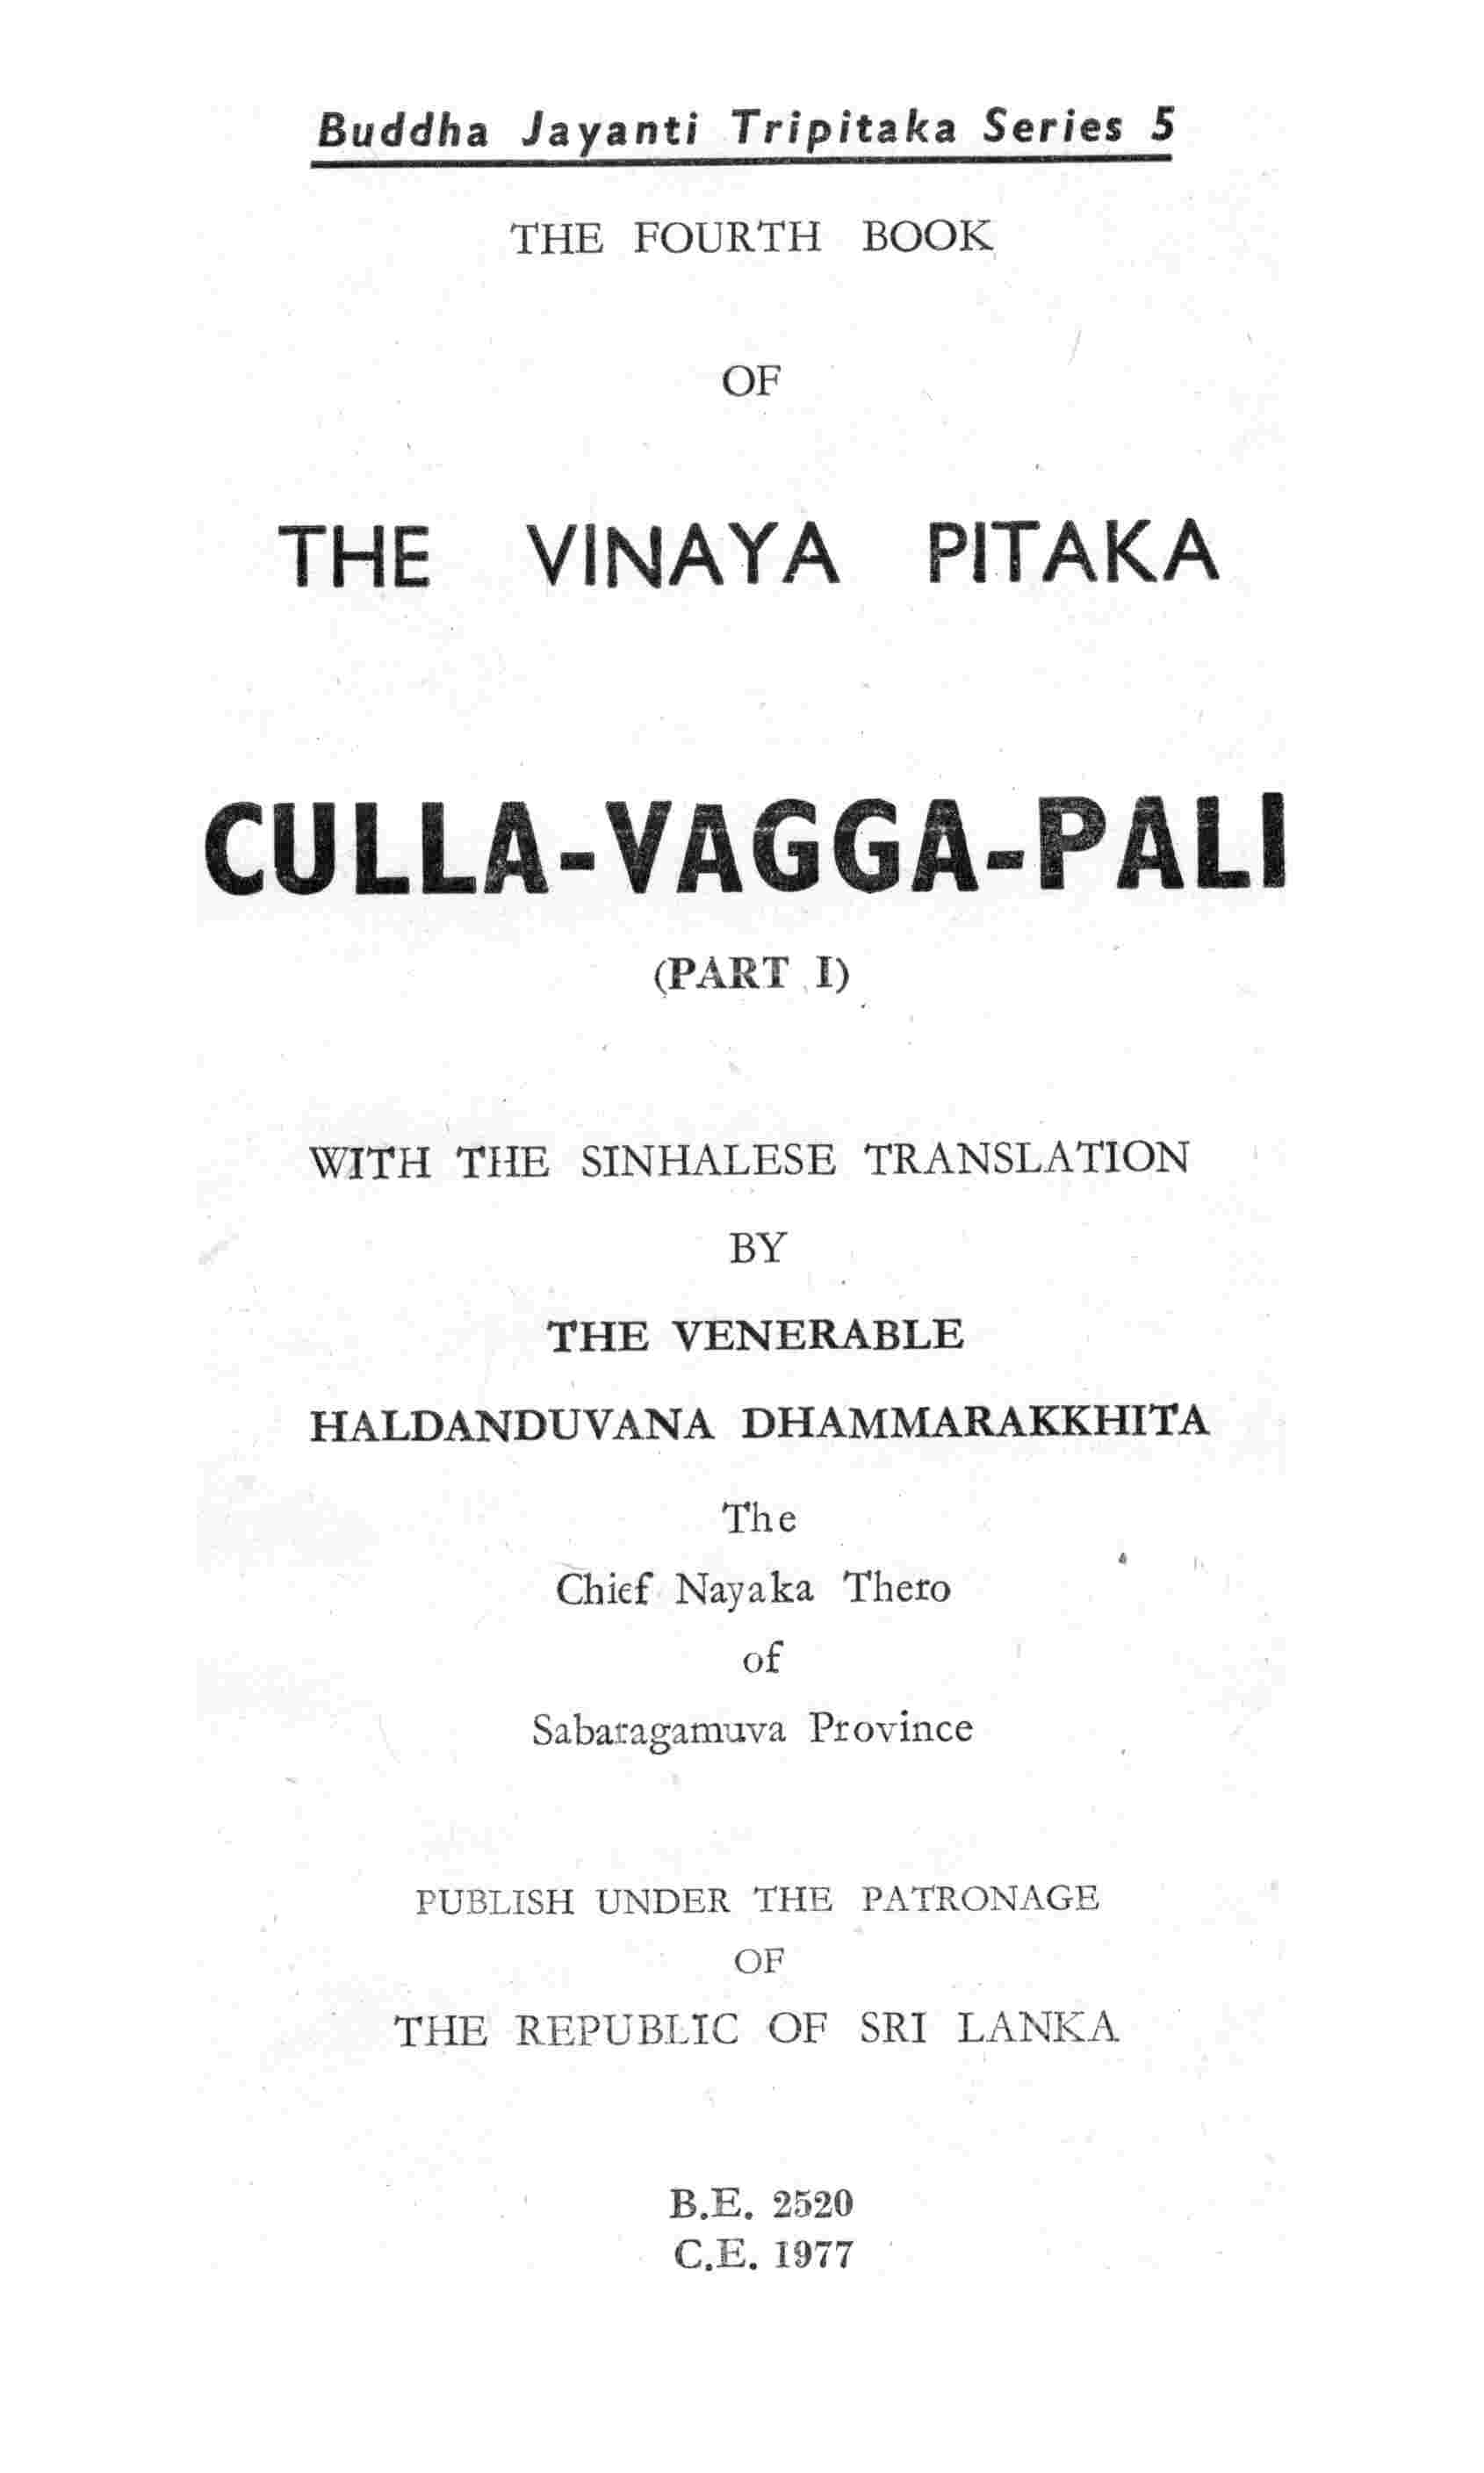 Buddha Jayanti Tripitaka Series 5
THE FOURTH BOOK
OF
THE VINAYA PITAKA
CULLA-VAGGA-PALI
(PART I)
WITH THE SINHALESE TRANSLATION
BY
THE VENERABLE
HALDANDUVANA DHAMMARAKKHITA
The
Chief Nayaka Thero
of
Sabaragamuva Province
PUBLISH UNDER THE PATRONAGE
OF
THE REPUBLIC OF SRI LANKA
B.E. 2520
C.E. 1977